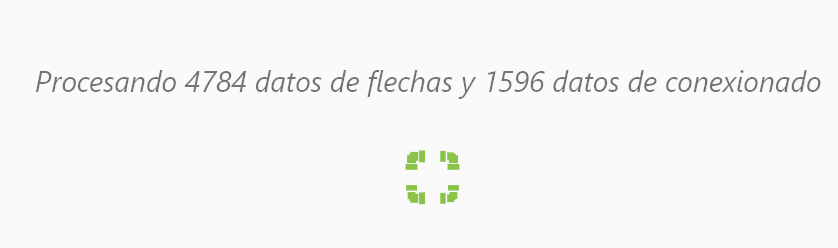 Procesando 4784 datos de flechas y 1596 datos de conexionado